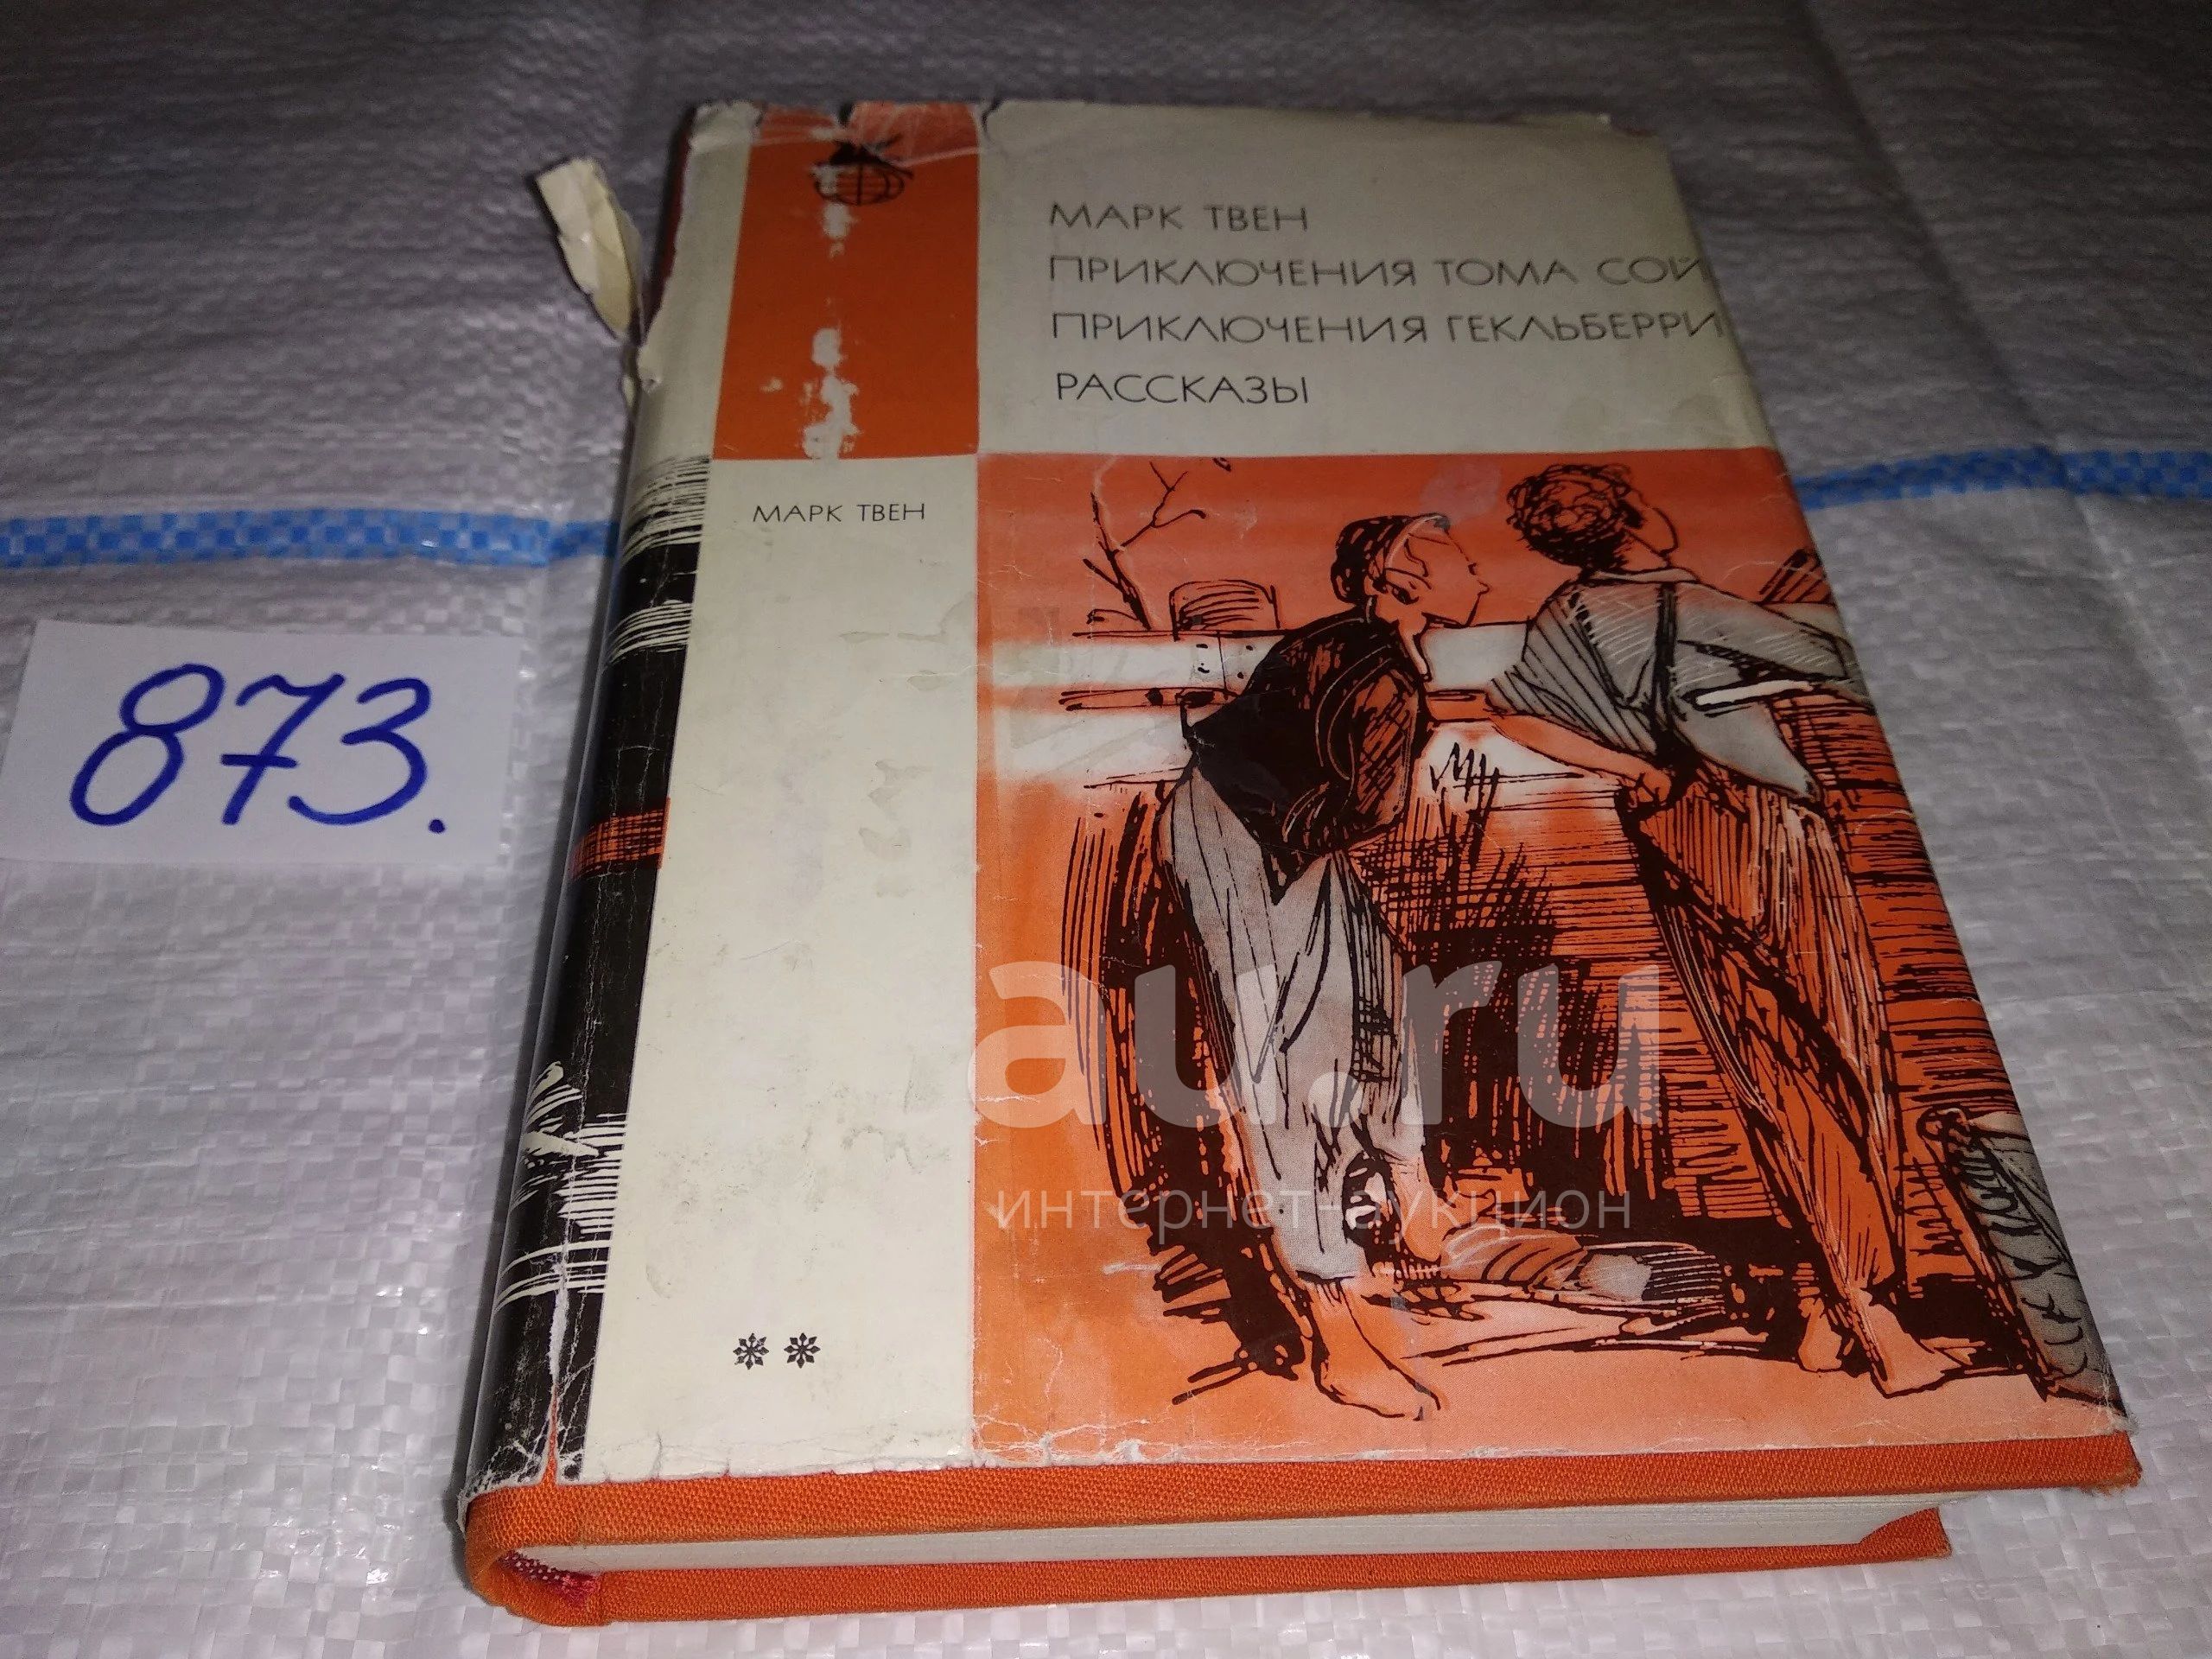 МАРК ТВЕН
ПРИКЛЮЧЕНИЯ ТОМА СОЙ
ПРИКЛЮЧЕНИЯ ГЕКЛЬБЕРРИ
РАССКАЗЫ
МАРК ТВЕН
873.
au.ru
интернет-аукцион